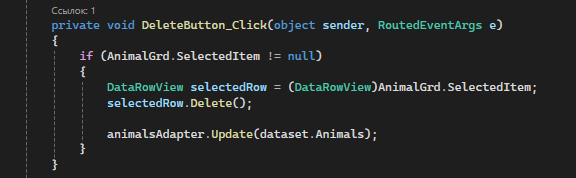 Ссылок: 1
private void DeleteButton_Click(object sender, RoutedEventArgs e)
{
if (AnimalGrd.SelectedItem != null)
{
DataRowView selectedRow = (DataRowView)AnimalGrd.SelectedItem;
selectedRow.Delete();
animalsAdapter.Update(dataset.Animals);
}
}